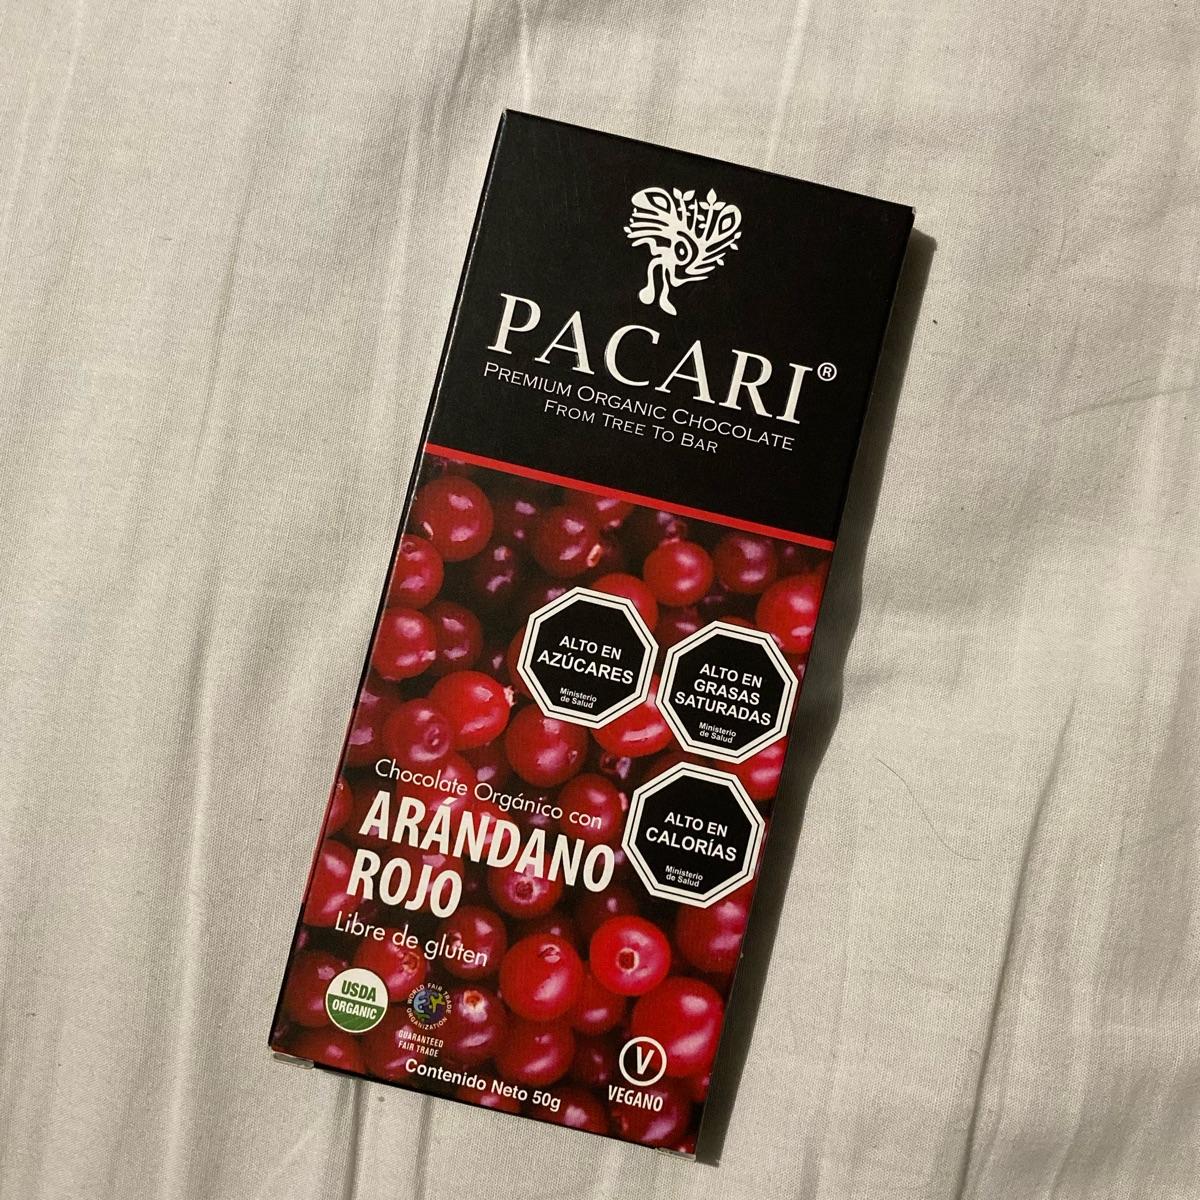 PACARI®
PREMIUM ORGANIC CHOCOLATE
FROM TREE TO BAR
ALTO EN
AZÚCARES
Ministerio
de Salud
ALTO EN
GRASAS
SATURADAS
Ministerio
de Salud
ALTO EN
CALORÍAS
Ministerio
de Salud
Chocolate Orgánico con
ARÁNDANO
ROJO
Libre de gluten
USDA
ORGANIC
WORLD FAIR TRADE
ORGANIZATION
GUARANTEED
FAIR TRADE
V
VEGANO
Contenido Neto 50g